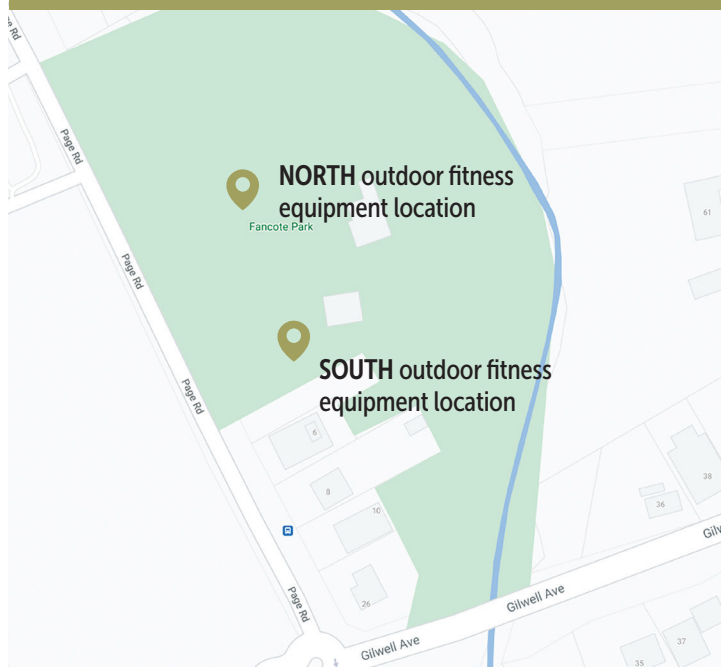 Rd
Page Rd
NORTH outdoor fitness
equipment location
Fancote Park
61
Page Rd
SOUTH outdoor fitness
equipment location
Page Rd
6
8
10
38
36
Gilw
Page Rd
26
Gilwell Ave
Gilwell Ave
37
35